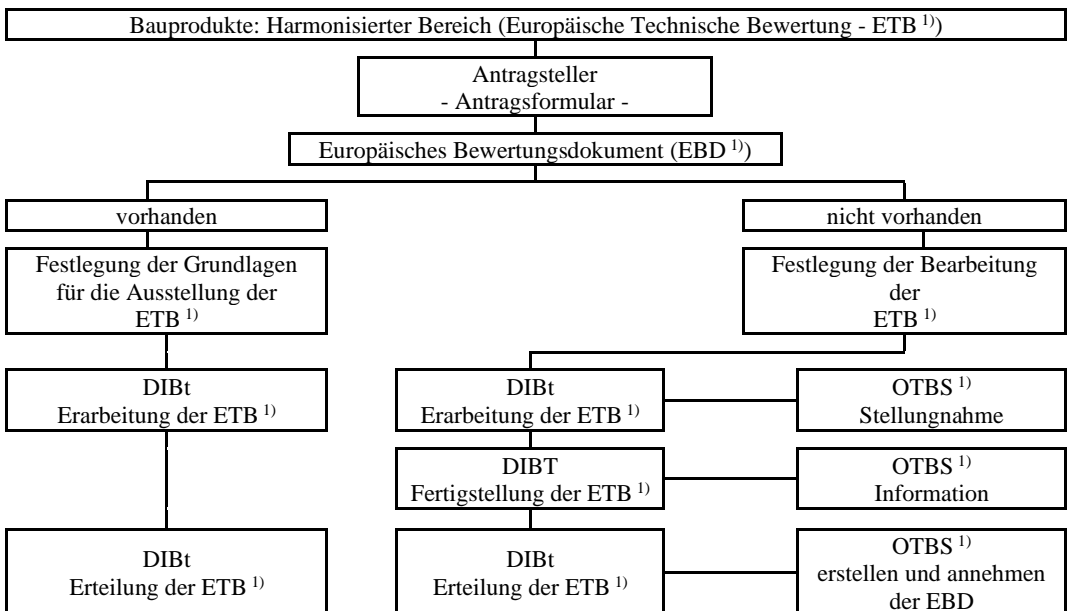 Bauprodukte: Harmonisierter Bereich (Europäische Technische Bewertung - ETB 1))
Antragsteller
- Antragsformular -
Europäisches Bewertungsdokument (EBD 1))
vorhanden
nicht vorhanden
Festlegung der Grundlagen
für die Ausstellung der
ETB 1)
Festlegung der Bearbeitung
der
ETB 1)
DIBt
Erarbeitung der ETB 1)
DIBt
Erarbeitung der ETB 1)
OTBS 1)
Stellungnahme
DIBT
Fertigstellung der ETB 1)
OTBS 1)
Information
DIBt
Erteilung der ETB 1)
DIBt
Erteilung der ETB 1)
OTBS 1)
erstellen und annehmen
der EBD